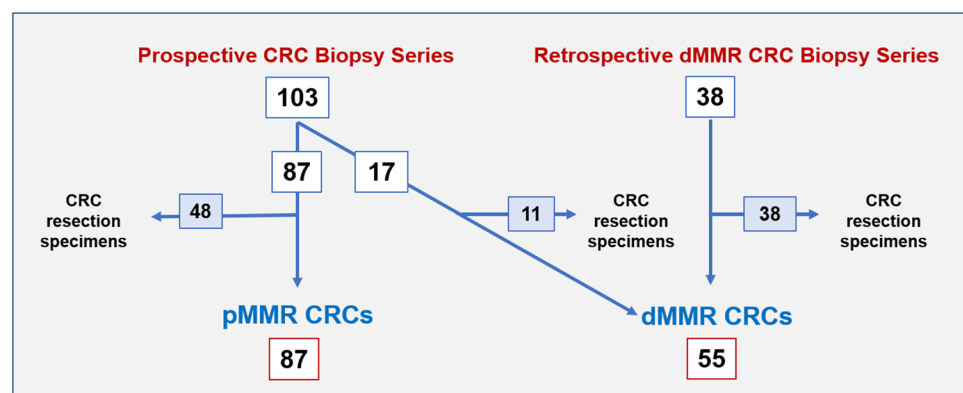 Prospective CRC Biopsy Series
Retrospective dMMR CRC Biopsy Series
103
38
87
17
CRC
resection
specimens
48
11
CRC
resection
specimens
38
CRC
resection
specimens
pMMR CRCs
dMMR CRCs
87
55